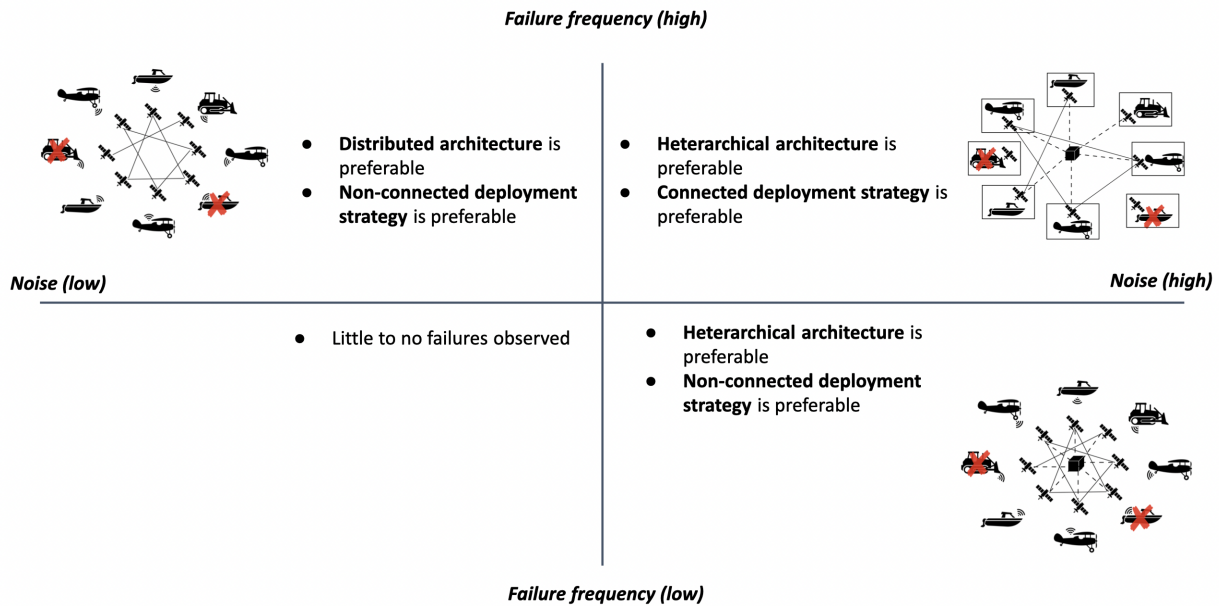 Failure frequency (high)
● Distributed architecture is
preferable
● Non-connected deployment
strategy is preferable
● Heterarchical architecture is
preferable
● Connected deployment strategy is
preferable
Noise (low)
Noise (high)
● Little to no failures observed
● Heterarchical architecture is
preferable
● Non-connected deployment
strategy is preferable
Failure frequency (low)